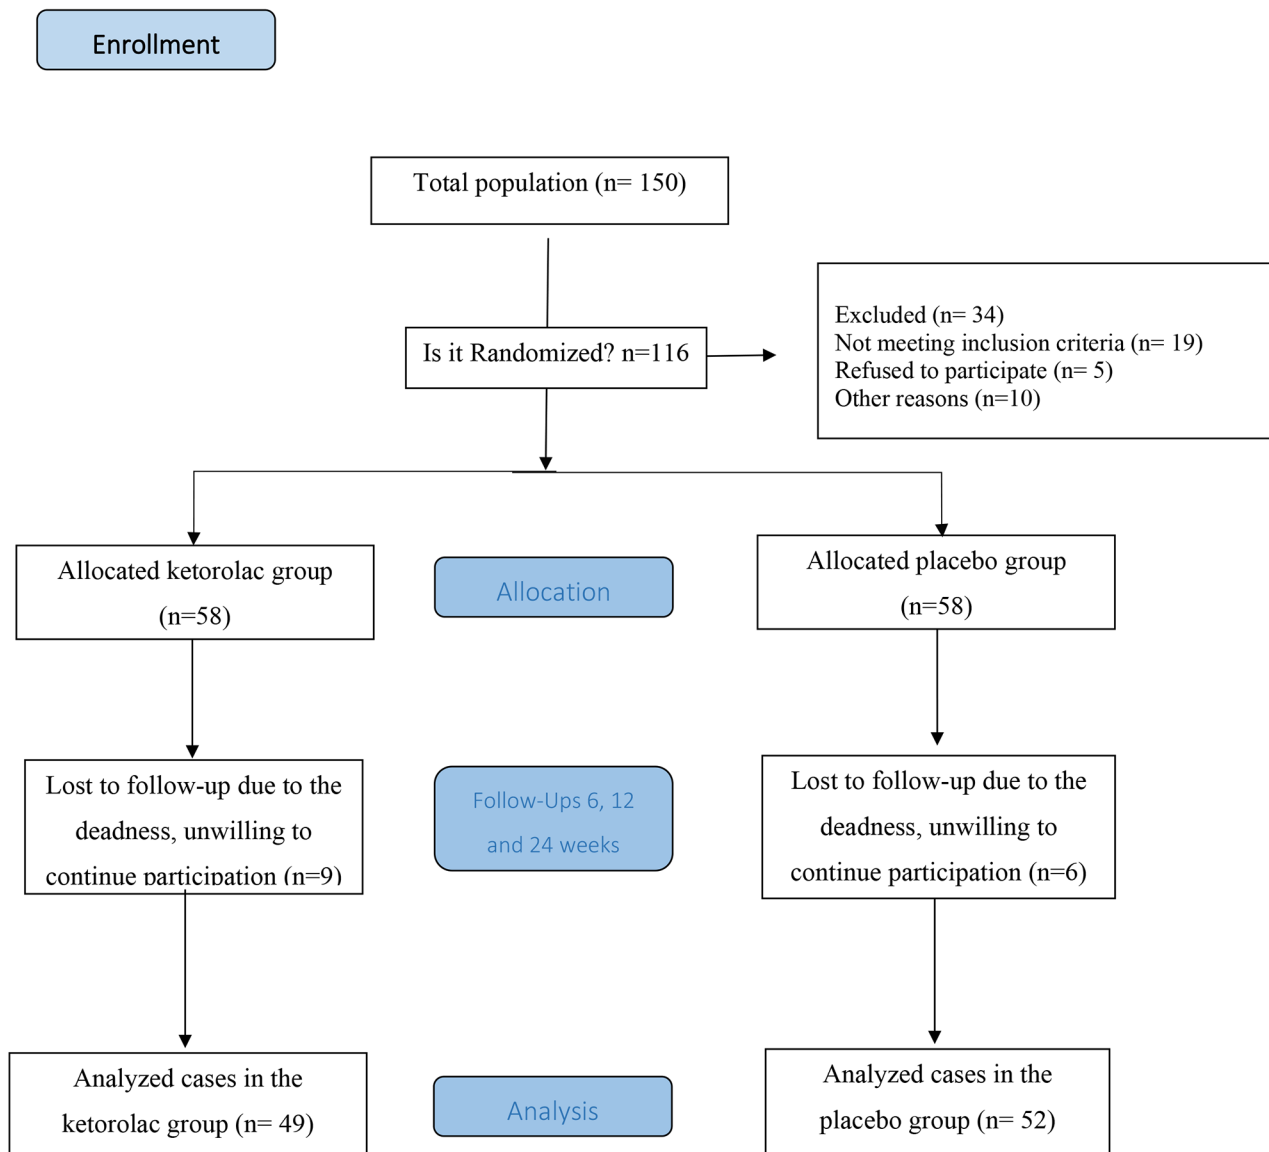 Enrollment
Total population (n= 150)
Is it Randomized? n=116
Excluded (n= 34)
Not meeting inclusion criteria (n= 19)
Refused to participate (n= 5)
Other reasons (n=10)
Allocated ketorolac group
(n=58)
Allocation
Allocated placebo group
(n=58)
Lost to follow-up due to the
deadness, unwilling to
continue participation (n=9)
Follow-Ups 6, 12
and 24 weeks
Lost to follow-up due to the
deadness, unwilling to
continue participation (n=6)
Analyzed cases in the
ketorolac group (n= 49)
Analysis
Analyzed cases in the
placebo group (n= 52)